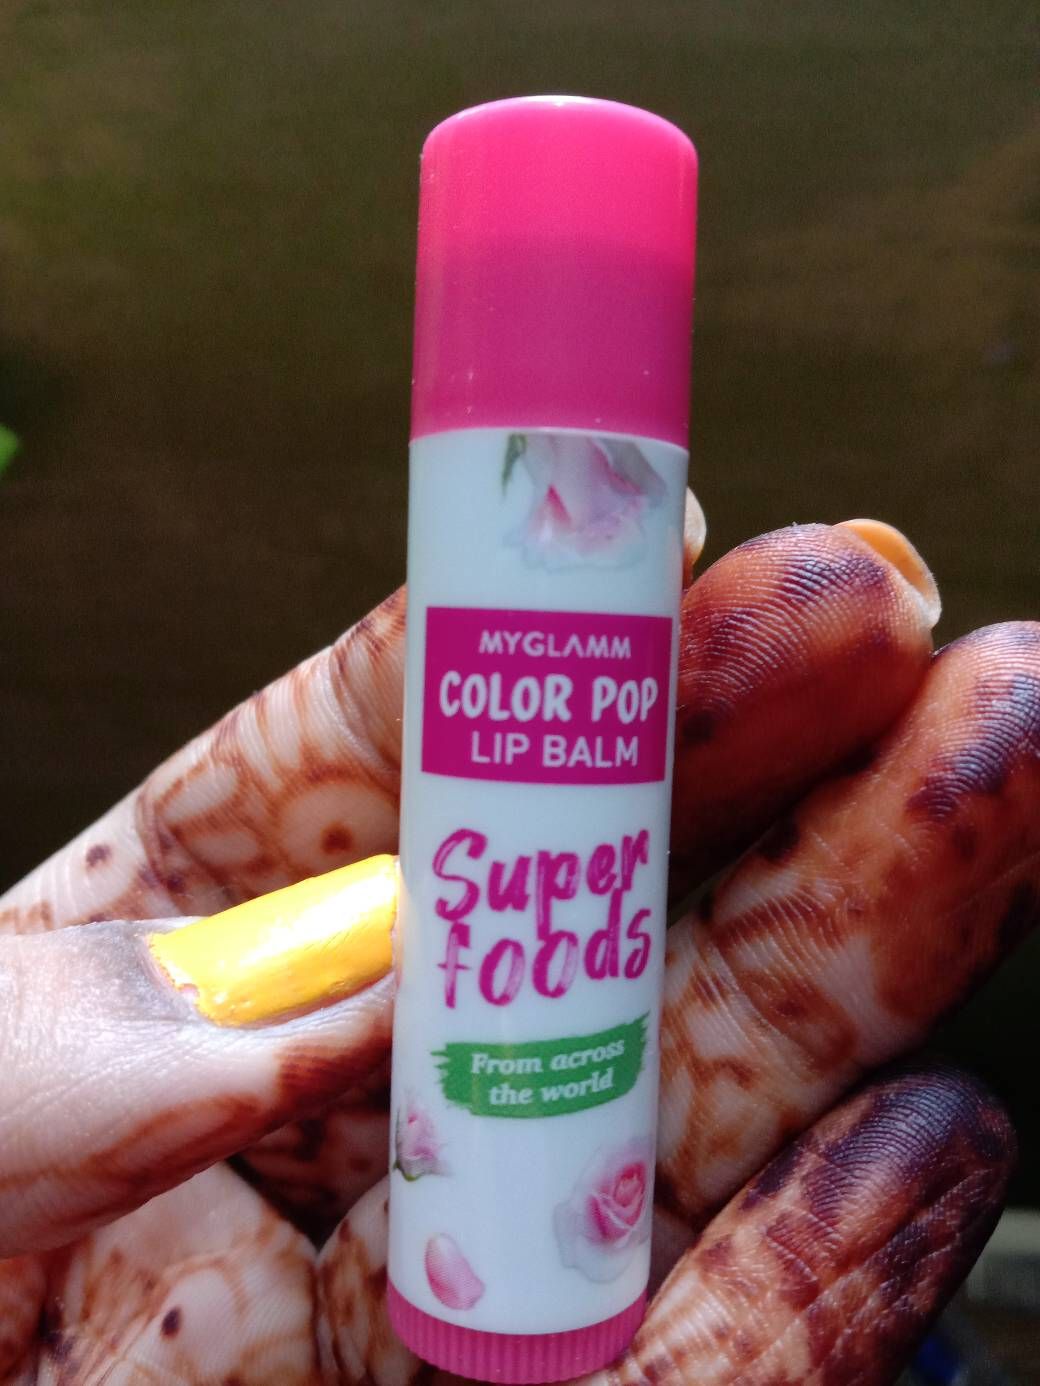 MYGLAMM
COLOR POP
LIP BALM
Super
foods
From across
the world